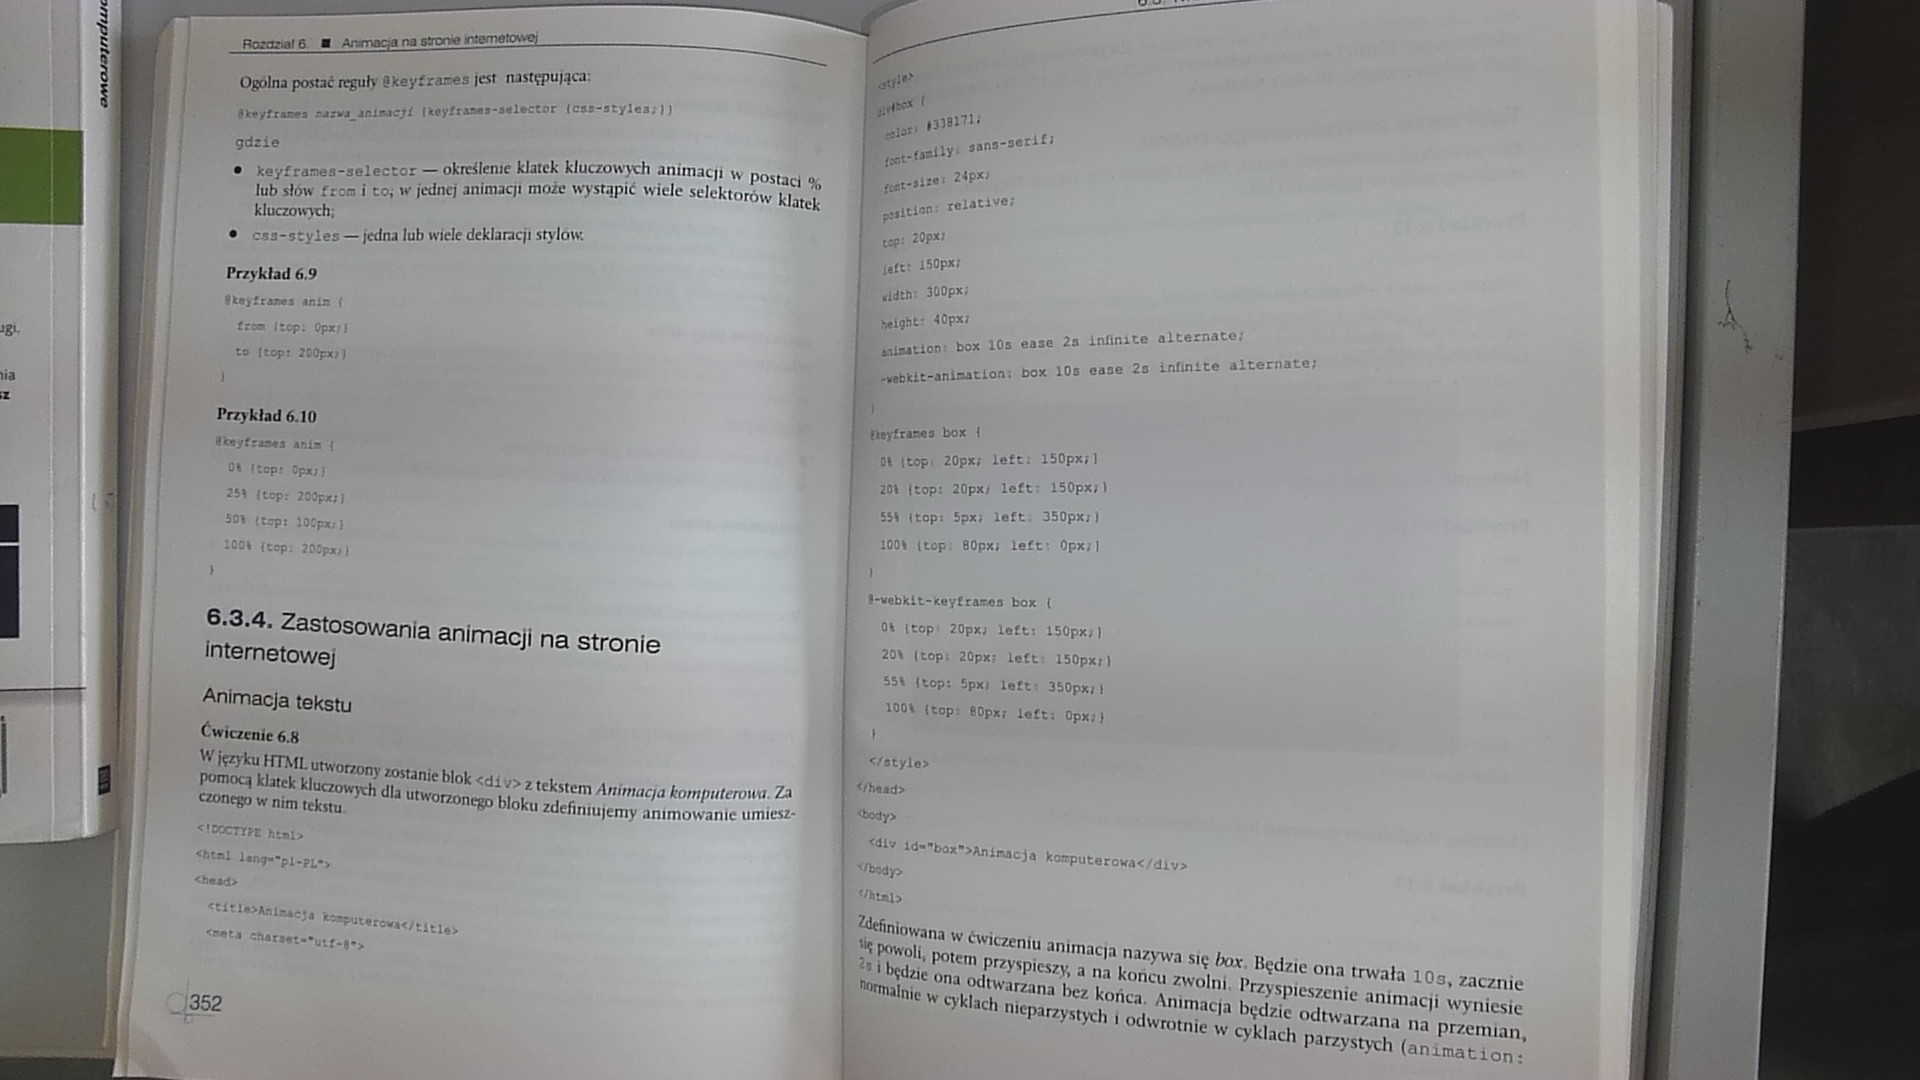 omputerowe
ugi.
nia
sz
Rozdział 6. ■ Animacja na stronie internetowej
Ogólna postać reguły @keyframes jest następująca:
@keyframes nazwa_animacji {keyframes-selector {css-styles;}}
gdzie
• keyframes-selector — określenie klatek kluczowych animacji w postaci %
lub słów from i to; w jednej animacji może wystąpić wiele selektorów klatek
kluczowych;
• css-styles — jedna lub wiele deklaracji stylów.
Przykład 6.9
@keyframes anim {
from {top: 0px;}
to {top: 200px;}
}
Przykład 6.10
@keyframes anim {
0% {top: 0px;}
25% {top: 200px;}
50% {top: 100px;}
100% {top: 200px;}
}
6.3.4. Zastosowania animacji na stronie
internetowej
Animacja tekstu
Ćwiczenie 6.8
W języku HTML utworzony zostanie blok <div> z tekstem Animacja komputerowa. Za
pomocą klatek kluczowych dla utworzonego bloku zdefiniujemy animowanie umiesz-
czonego w nim tekstu.
<!DOCTYPE html>
<html lang="pl-PL">
<head>
<title>Animacja komputerowa</title>
<meta charset="utf-8">
352
<style>
div#box {
color: #338171;
font-family: sans-serif;
font-size: 24px;
position: relative;
top: 20px;
left: 150px;
width: 300px;
height: 40px;
animation: box 10s ease 2s infinite alternate;
-webkit-animation: box 10s ease 2s infinite alternate;
}
@keyframes box {
0% {top: 20px; left: 150px;}
20% {top: 20px; left: 150px;}
55% {top: 5px; left: 350px;}
100% {top: 80px; left: 0px;}
}
@-webkit-keyframes box {
0% {top: 20px; left: 150px;}
20% {top: 20px; left: 150px;}
55% {top: 5px; left: 350px;}
100% {top: 80px; left: 0px;}
}
</style>
</head>
<body>
<div id="box">Animacja komputerowa</div>
</body>
</html>
Zdefiniowana w ćwiczeniu animacja nazywa się box. Będzie ona trwała 10s, zacznie
się powoli, potem przyspieszy, a na końcu zwolni. Przyspieszenie animacji wyniesie
2s i będzie ona odtwarzana bez końca. Animacja będzie odtwarzana na przemian,
normalnie w cyklach nieparzystych i odwrotnie w cyklach parzystych (animation: